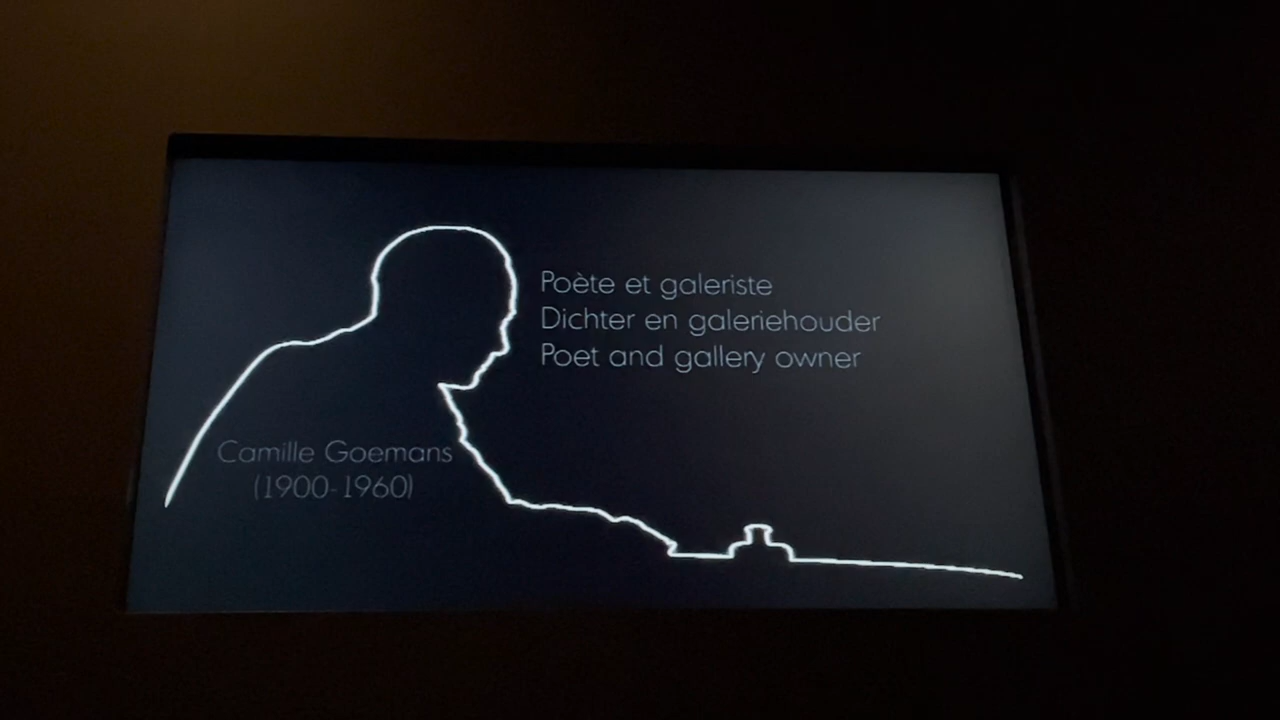 Poète et galeriste
Dichter en galeriehouder
Poet and gallery owner
Camille Goemans
(1900-1960)